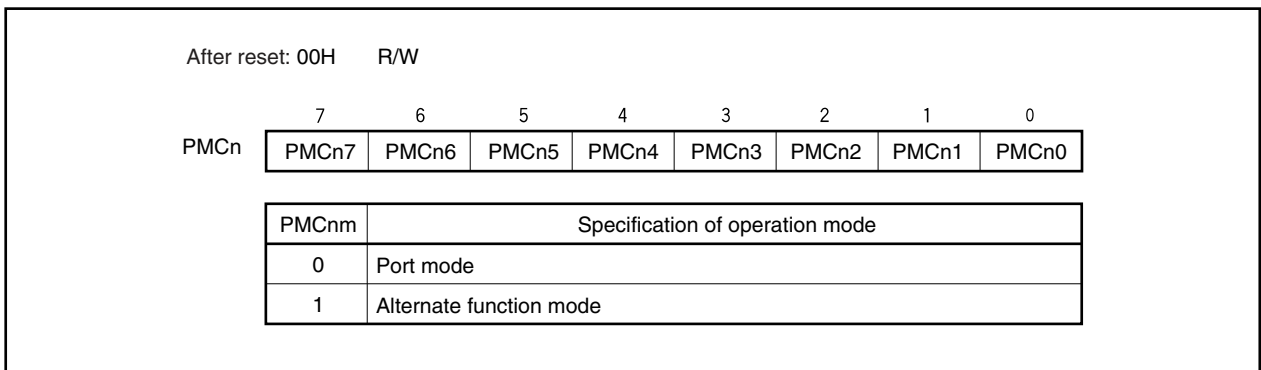 After reset: 00H R/W
7 6 5 4 3 2 1 0
PMCn PMCn7 PMCn6 PMCn5 PMCn4 PMCn3 PMCn2 PMCn1 PMCn0
PMCnm Specification of operation mode
0 Port mode
1 Alternate function mode